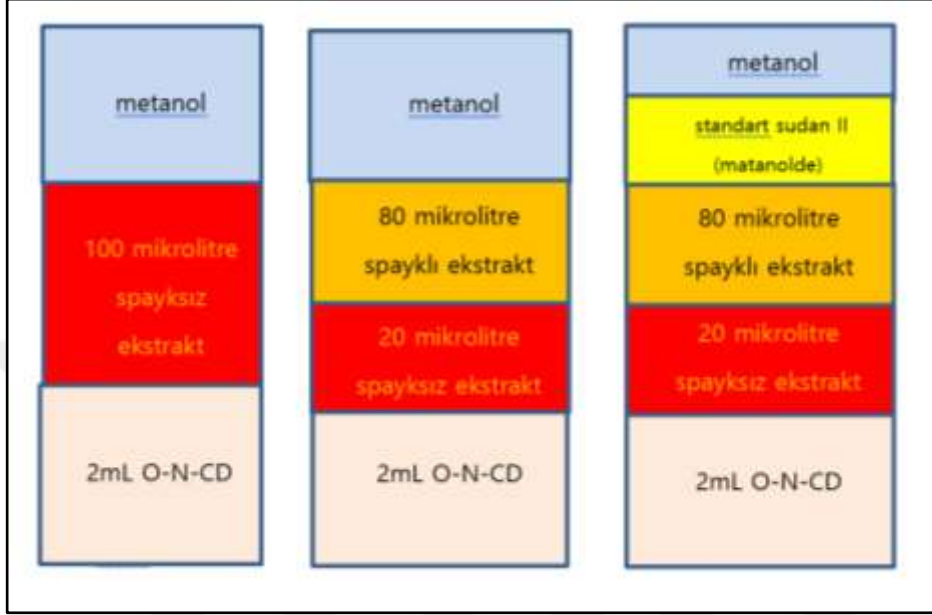 metanol
100 mikrolitre
spayksız
ekstrakt
2mL O-N-CD
metanol
80 mikrolitre
spayklı ekstrakt
20 mikrolitre
spayksız ekstrakt
2mL O-N-CD
metanol
standart sudan II
(matanolde)
80 mikrolitre
spayklı ekstrakt
20 mikrolitre
spayksız ekstrakt
2mL O-N-CD